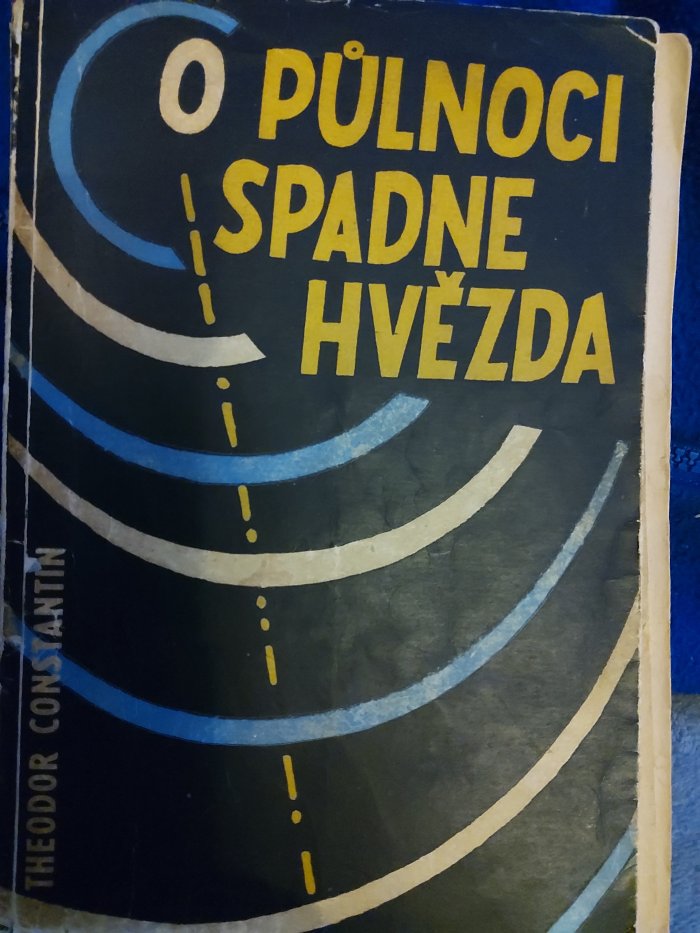 O PŮLNOCI
SPADNE
HVĚZDA
THEODOR CONSTANTIN